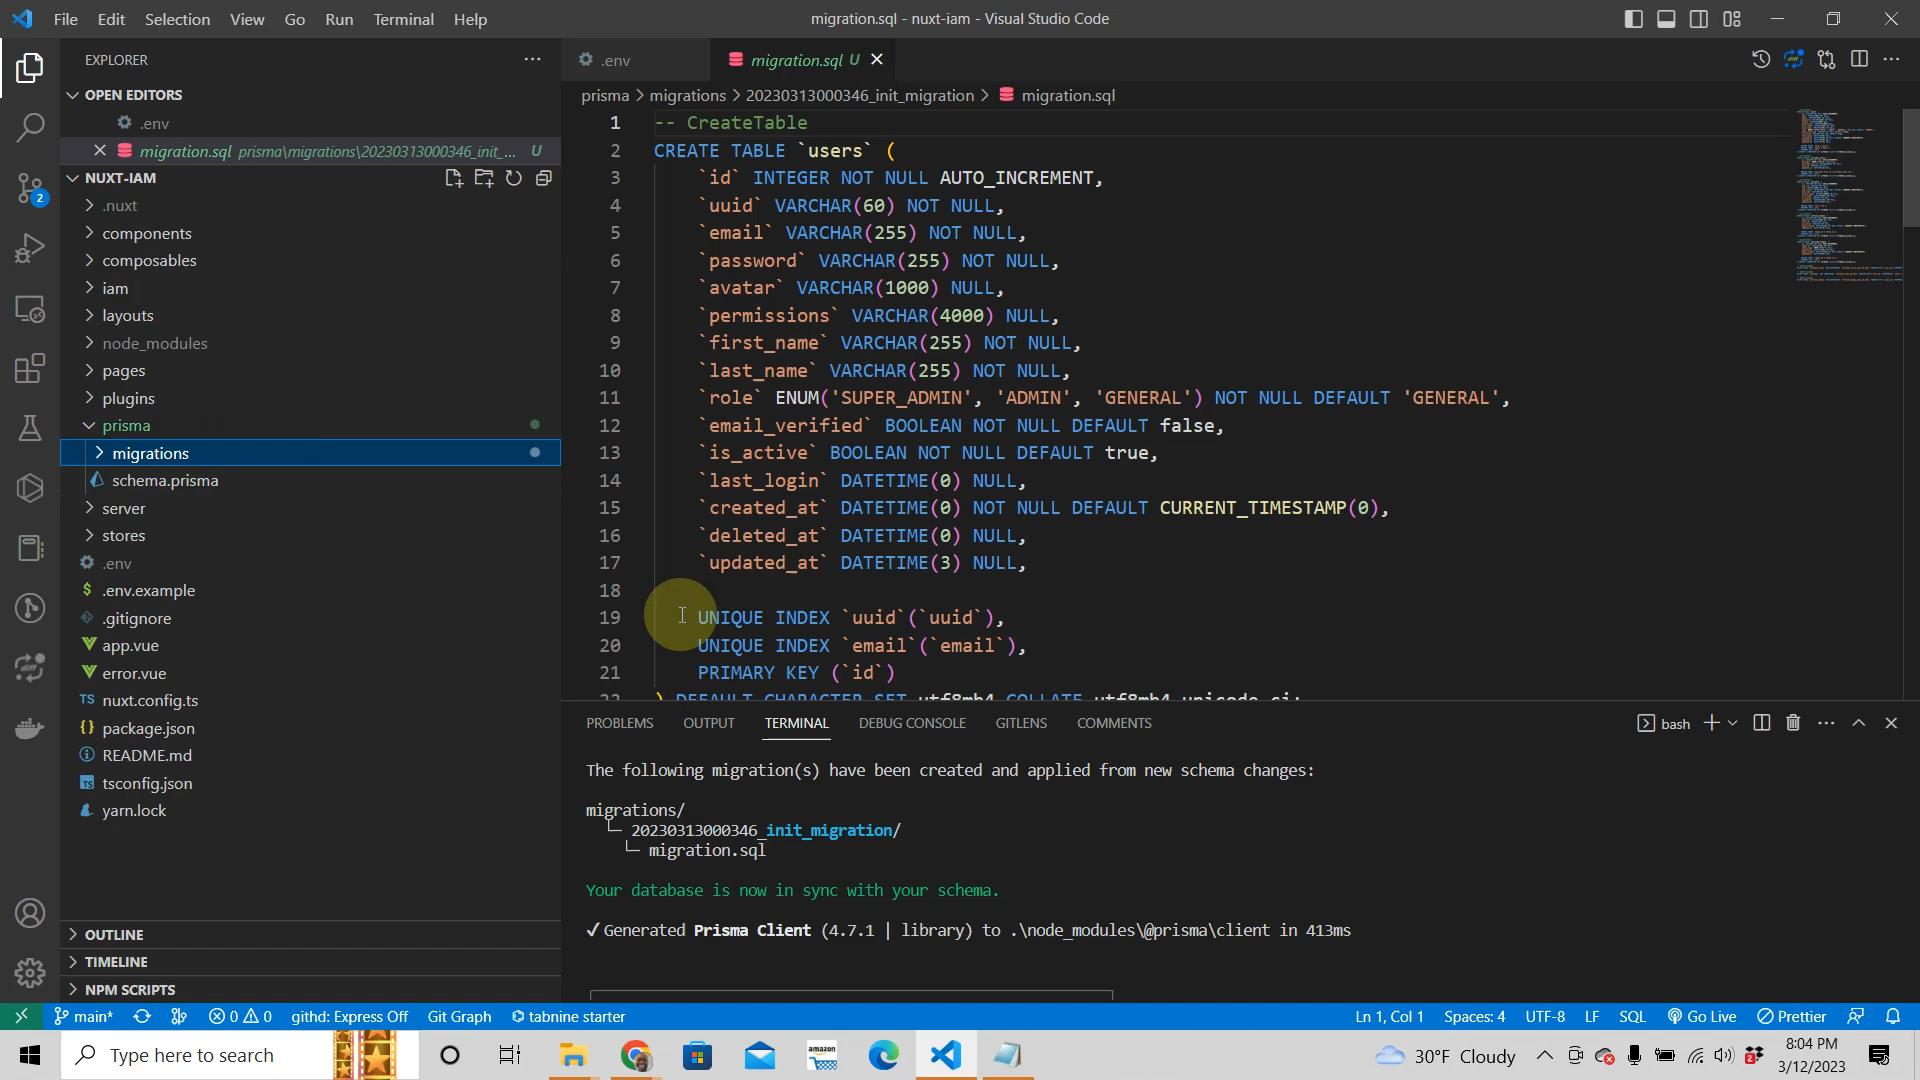 File Edit Selection View Go Run Terminal Help
migration.sql - nuxt-iam - Visual Studio Code
EXPLORER
OPEN EDITORS
.env
migration.sql prisma\migrations\20230313000346_init_... U
NUXT-IAM
.nuxt
components
composables
iam
layouts
node_modules
pages
plugins
prisma
migrations
schema.prisma
server
stores
.env
.env.example
.gitignore
app.vue
error.vue
TS nuxt.config.ts
package.json
README.md
tsconfig.json
yarn.lock
OUTLINE
TIMELINE
NPM SCRIPTS
2
.env
migration.sql U
prisma > migrations > 20230313000346_init_migration > migration.sql
1 -- CreateTable
2 CREATE TABLE `users` (
3 `id` INTEGER NOT NULL AUTO_INCREMENT,
4 `uuid` VARCHAR(60) NOT NULL,
5 `email` VARCHAR(255) NOT NULL,
6 `password` VARCHAR(255) NOT NULL,
7 `avatar` VARCHAR(1000) NULL,
8 `permissions` VARCHAR(4000) NULL,
9 `first_name` VARCHAR(255) NOT NULL,
10 `last_name` VARCHAR(255) NOT NULL,
11 `role` ENUM('SUPER_ADMIN', 'ADMIN', 'GENERAL') NOT NULL DEFAULT 'GENERAL',
12 `email_verified` BOOLEAN NOT NULL DEFAULT false,
13 `is_active` BOOLEAN NOT NULL DEFAULT true,
14 `last_login` DATETIME(0) NULL,
15 `created_at` DATETIME(0) NOT NULL DEFAULT CURRENT_TIMESTAMP(0),
16 `deleted_at` DATETIME(0) NULL,
17 `updated_at` DATETIME(3) NULL,
18
19 UNIQUE INDEX `uuid`(`uuid`),
20 UNIQUE INDEX `email`(`email`),
21 PRIMARY KEY (`id`)
22 ) DEFAULT CHARACTER SET utf8mb4 COLLATE utf8mb4_unicode_ci;
PROBLEMS OUTPUT TERMINAL DEBUG CONSOLE GITLENS COMMENTS
bash
The following migration(s) have been created and applied from new schema changes:
migrations/
└─ 20230313000346_init_migration/
└─ migration.sql
Your database is now in sync with your schema.
✔ Generated Prisma Client (4.7.1 | library) to .\node_modules\@prisma\client in 413ms
main* 0 0 githd: Express Off Git Graph tabnine starter
Ln 1, Col 1 Spaces: 4 UTF-8 LF SQL Go Live Prettier
Type here to search
amazon
30°F Cloudy
8:04 PM
3/12/2023
2